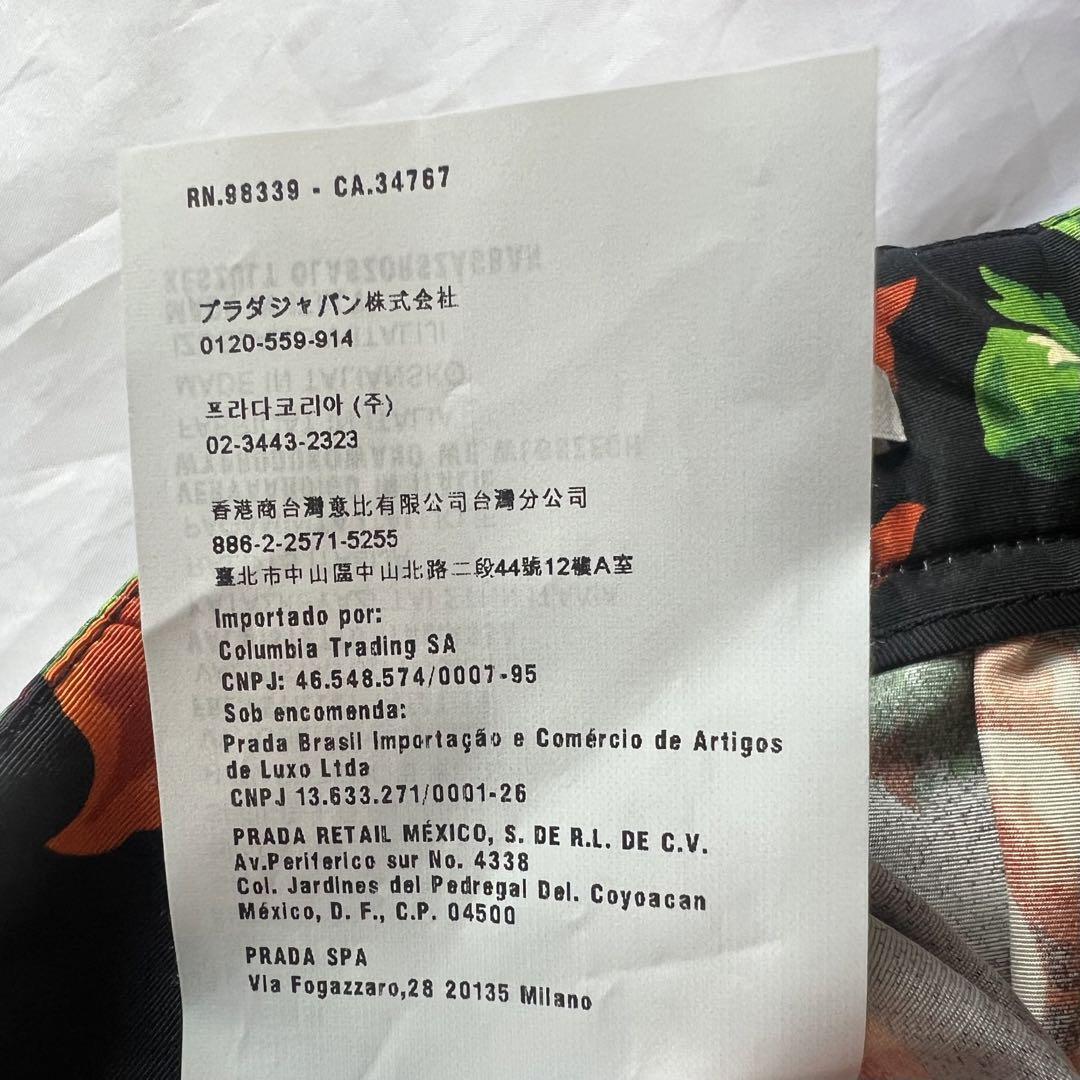 RN.98339 - CA.34767
プラダジャパン株式会社
0120-559-914
프라다코리아 (주)
02-3443-2323
香港商台灣意比有限公司台灣分公司
886-2-2571-5255
臺北市中山區中山北路二段44號12樓A室
Importado por:
Columbia Trading SA
CNPJ: 46.548.574/0007-95
Sob encomenda:
Prada Brasil Importação e Comércio de Artigos
de Luxo Ltda
CNPJ 13.633.271/0001-26
PRADA RETAIL MÉXICO, S. DE R.L. DE C.V.
Av.Periferico sur No. 4338
Col. Jardines del Pedregal Del. Coyoacan
México, D. F., C.P. 04500
PRADA SPA
Via Fogazzaro,28 20135 Milano